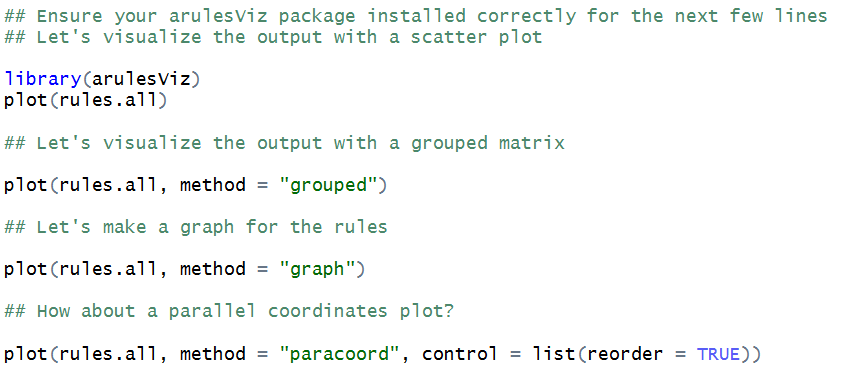 ## Ensure your arulesViz package installed correctly for the next few lines
## Let's visualize the output with a scatter plot
library(arulesViz)
plot(rules.all)
## Let's visualize the output with a grouped matrix
plot(rules.all, method = "grouped")
## Let's make a graph for the rules
plot(rules.all, method = "graph")
## How about a parallel coordinates plot?
plot(rules.all, method = "paracoord", control = list(reorder = TRUE))